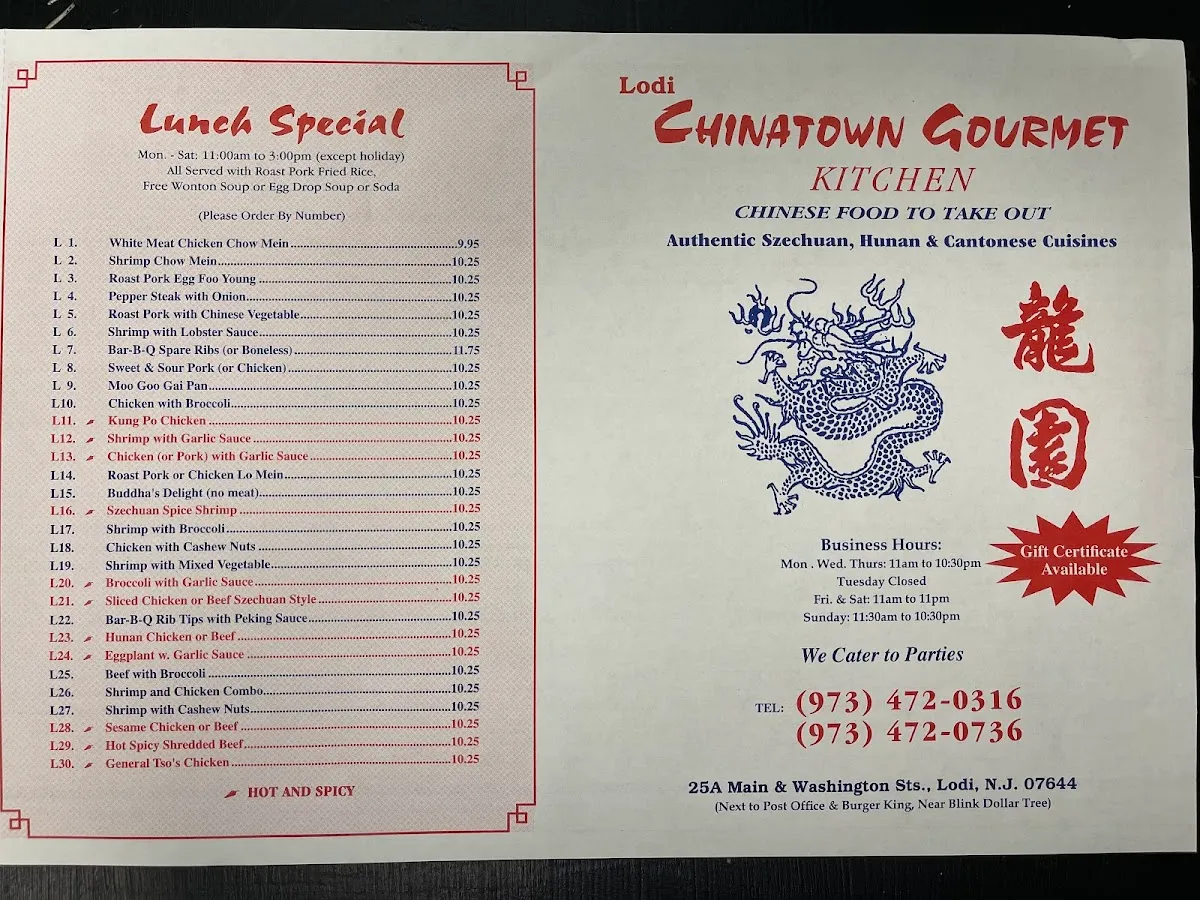 Lunch Special
Mon. - Sat: 11:00am to 3:00pm (except holiday)
All Served with Roast Pork Fried Rice,
Free Wonton Soup or Egg Drop Soup or Soda
(Please Order By Number)
L 1. White Meat Chicken Chow Mein 9.95
L 2. Shrimp Chow Mein 10.25
L 3. Roast Pork Egg Foo Young 10.25
L 4. Pepper Steak with Onion 10.25
L 5. Roast Pork with Chinese Vegetable 10.25
L 6. Shrimp with Lobster Sauce 10.25
L 7. Bar-B-Q Spare Ribs (or Boneless) 11.75
L 8. Sweet & Sour Pork (or Chicken) 10.25
L 9. Moo Goo Gai Pan 10.25
L10. Chicken with Broccoli 10.25
L11. Kung Po Chicken 10.25
L12. Shrimp with Garlic Sauce 10.25
L13. Chicken (or Pork) with Garlic Sauce 10.25
L14. Roast Pork or Chicken Lo Mein 10.25
L15. Buddha's Delight (no meat) 10.25
L16. Szechuan Spice Shrimp 10.25
L17. Shrimp with Broccoli 10.25
L18. Chicken with Cashew Nuts 10.25
L19. Shrimp with Mixed Vegetable 10.25
L20. Broccoli with Garlic Sauce 10.25
L21. Sliced Chicken or Beef Szechuan Style 10.25
L22. Bar-B-Q Rib Tips with Peking Sauce 10.25
L23. Hunan Chicken or Beef 10.25
L24. Eggplant w. Garlic Sauce 10.25
L25. Beef with Broccoli 10.25
L26. Shrimp and Chicken Combo 10.25
L27. Shrimp with Cashew Nuts 10.25
L28. Sesame Chicken or Beef 10.25
L29. Hot Spicy Shredded Beef 10.25
L30. General Tso's Chicken 10.25
HOT AND SPICY
Lodi
CHINATOWN GOURMET
KITCHEN
CHINESE FOOD TO TAKE OUT
Authentic Szechuan, Hunan & Cantonese Cuisines
龍
園
Gift Certificate
Available
Business Hours:
Mon . Wed. Thurs: 11am to 10:30pm
Tuesday Closed
Fri. & Sat: 11am to 11pm
Sunday: 11:30am to 10:30pm
We Cater to Parties
TEL: (973) 472-0316
(973) 472-0736
25A Main & Washington Sts., Lodi, N.J. 07644
(Next to Post Office & Burger King, Near Blink Dollar Tree)